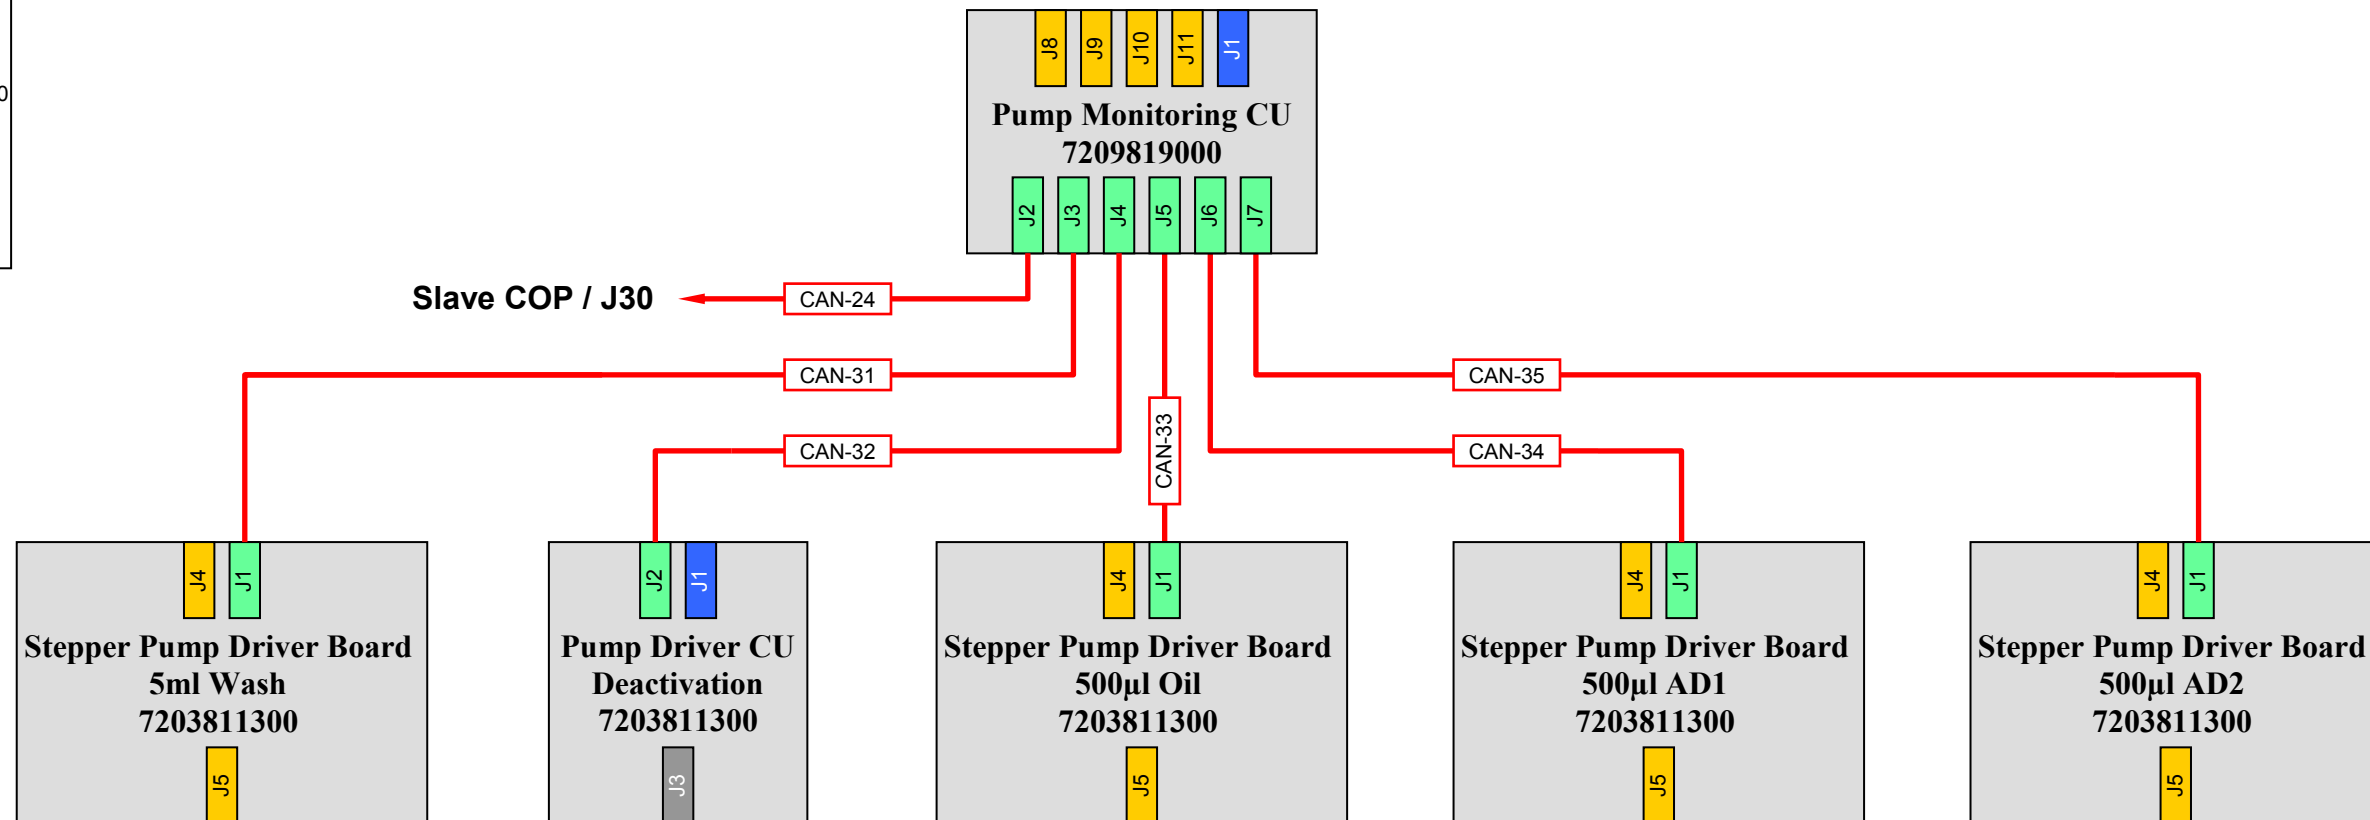 0
J8
J9
J10
J11
J1
Pump Monitoring CU
7209819000
J2
J3
J4
J5
J6
J7
Slave COP / J30
CAN-24
CAN-31
CAN-35
CAN-32
CAN-33
CAN-34
J4
J1
Stepper Pump Driver Board
5ml Wash
7203811300
J5
J2
J1
Pump Driver CU
Deactivation
7203811300
J3
J4
J1
Stepper Pump Driver Board
500µl Oil
7203811300
J5
J4
J1
Stepper Pump Driver Board
500µl AD1
7203811300
J5
J4
J1
Stepper Pump Driver Board
500µl AD2
7203811300
J5